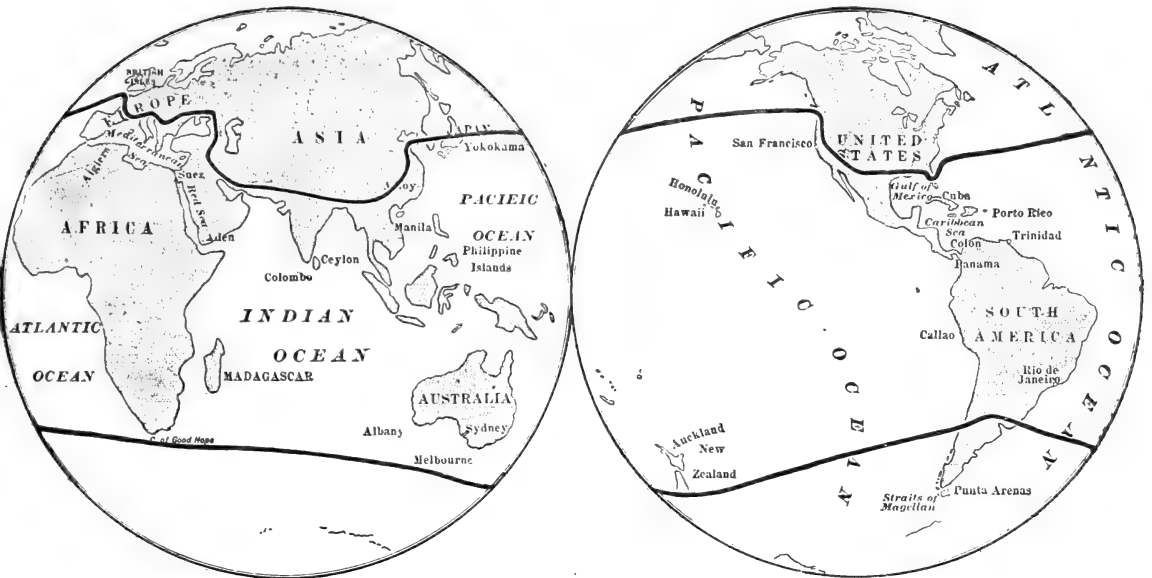 BRITISH
ISLES
EUROPE
ASIA
JAPAN
Yokokama
Mediterranean
Sea
Algiers
Suez
Red Sea
Aden
AFRICA
PACIEIC
OCEAN
Manila
Philippine
Islands
Ceylon
Colombo
INDIAN
OCEAN
ATLANTIC
OCEAN
MADAGASCAR
AUSTRALIA
Albany
Sydney
Melbourne
C. of Good Hope
ATLANTIC OCEAN
PACIFIC OCEAN
San Francisco
UNITED
STATES
Honolulu
Hawaii
Gulf of
Mexico
Cuba
Porto Rico
Caribbean
Sea
Colon
Trinidad
Panama
SOUTH
AMERICA
Callao
Rio de
Janeiro
Auckland
New
Zealand
Punta Arenas
Straits of
Magellan